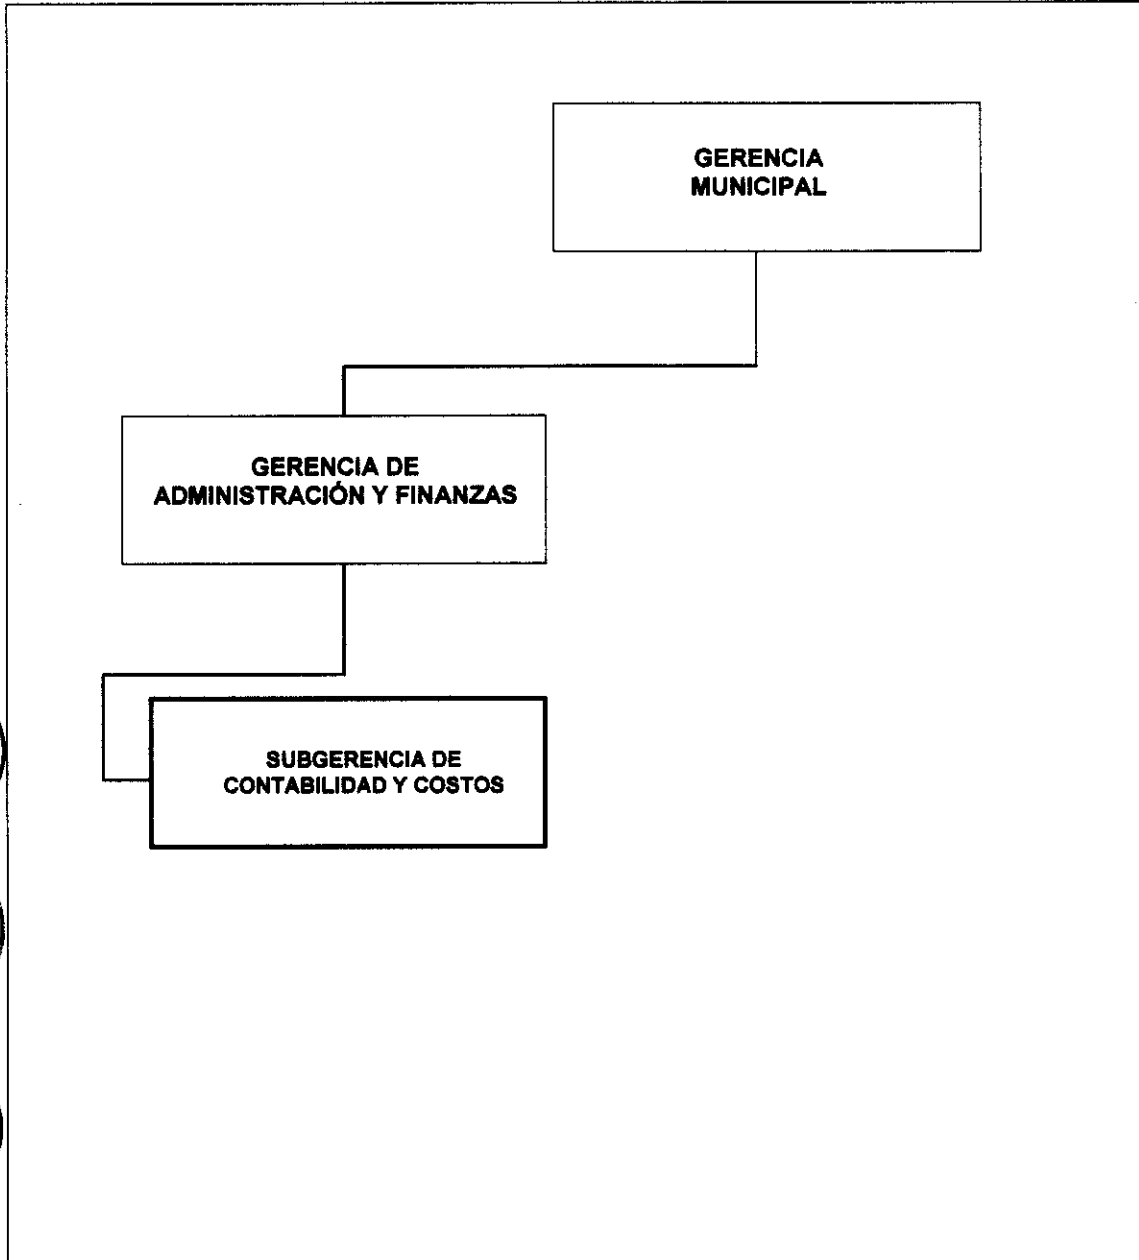 GERENCIA
MUNICIPAL
GERENCIA DE
ADMINISTRACIÓN Y FINANZAS
SUBGERENCIA DE
CONTABILIDAD Y COSTOS